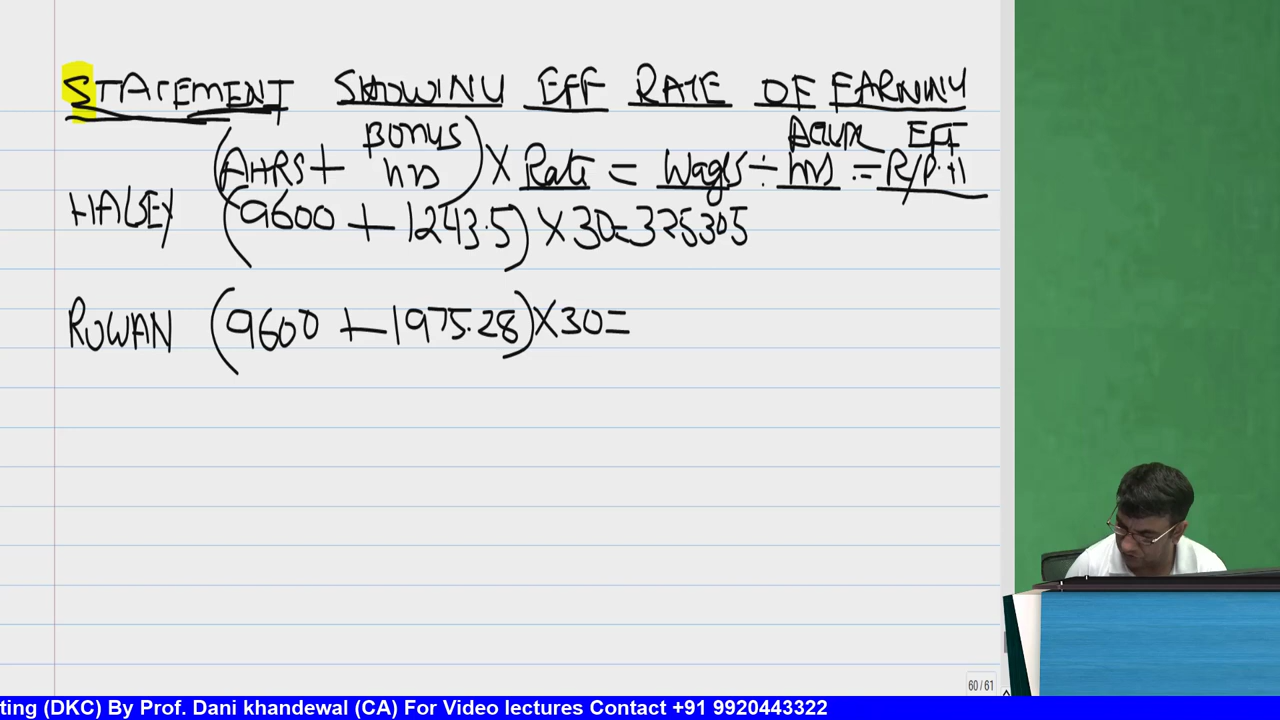 STATEMENT SHOWING EFF RATE OF EARNING
(AHRS + Bonus hrs) × Rate = Wages ÷ Actual hrs = EFF R/P.H
HALSEY (9600 + 1243.5) × 30 = 325305
ROWAN (9600 + 1975.28) × 30 =
60 / 61
ting (DKC) By Prof. Dani khandewal (CA) For Video lectures Contact +91 9920443322